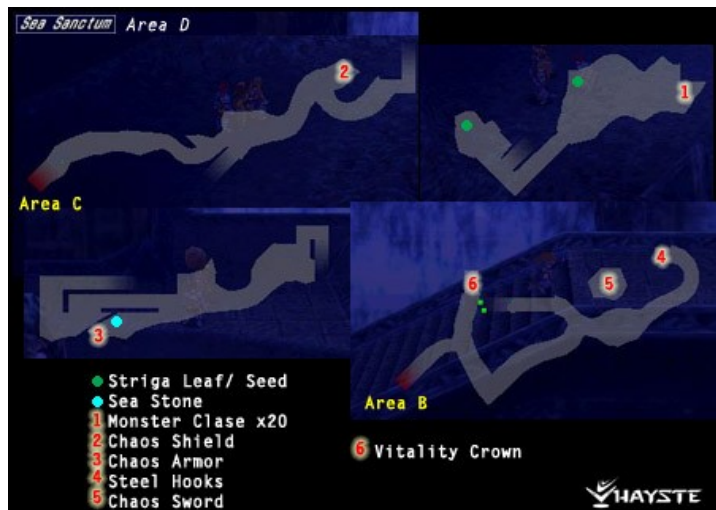 Sea Sanctum Area D
2
1
Area C
3
6
5
4
Area B
Striga Leaf/ Seed
Sea Stone
1 Monster Clase x20
2 Chaos Shield
3 Chaos Armor
4 Steel Hooks
5 Chaos Sword
6 Vitality Crown
HAYSTE